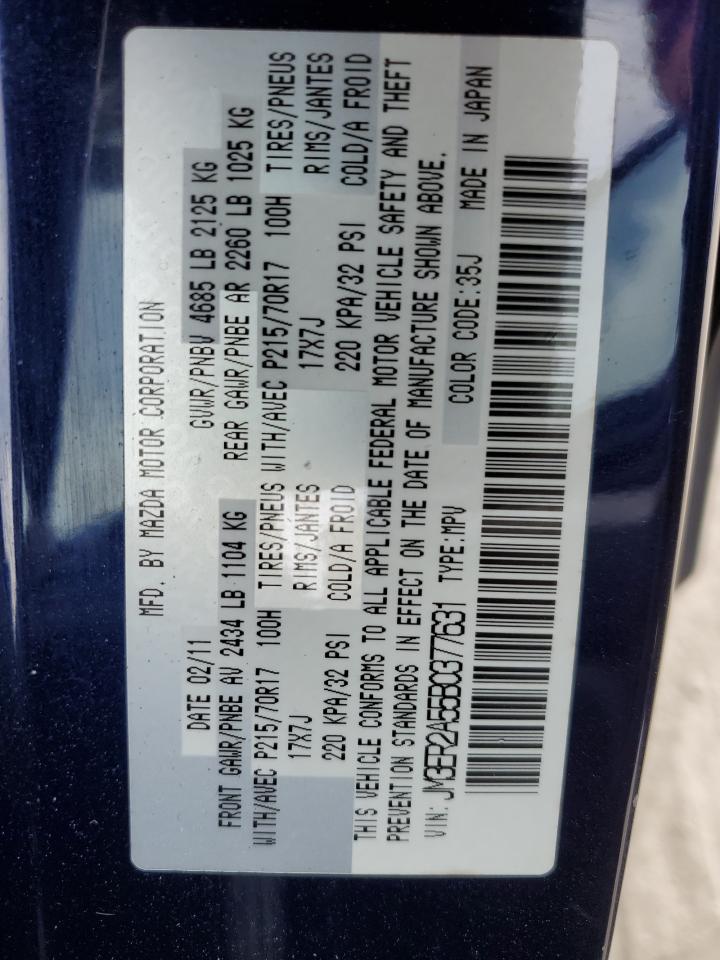 MFD. BY MAZDA MOTOR CORPORATION
DATE 02/11 GVWR/PNBV 4685 LB 2125 KG
FRONT GAWR/PNBE AV 2434 LB 1104 KG REAR GAWR/PNBE AR 2260 LB 1025 KG
WITH/AVEC P215/70R17 100H TIRES/PNEUS WITH/AVEC P215/70R17 100H TIRES/PNEUS
17X7J RIMS/JANTES 17X7J RIMS/JANTES
220 KPA/32 PSI COLD/A FROID 220 KPA/32 PSI COLD/A FROID
THIS VEHICLE CONFORMS TO ALL APPLICABLE FEDERAL MOTOR VEHICLE SAFETY AND THEFT
PREVENTION STANDARDS IN EFFECT ON THE DATE OF MANUFACTURE SHOWN ABOVE.
VIN: JM3ER2A55B0377631 TYPE:MPV COLOR CODE:35J MADE IN JAPAN